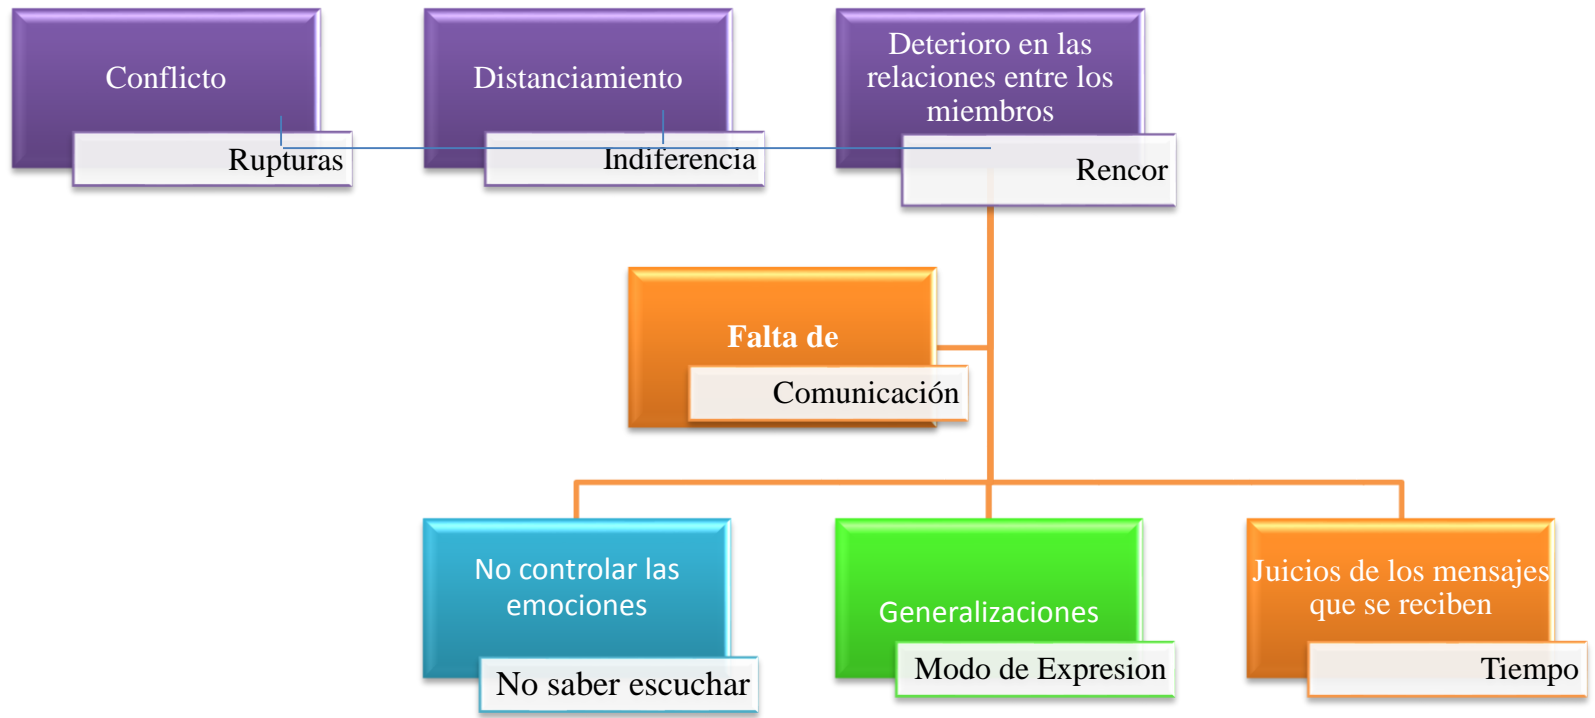 Conflicto
Rupturas
Distanciamiento
Indiferencia
Deterioro en las
relaciones entre los
miembros
Rencor
Falta de
Comunicación
No controlar las
emociones
No saber escuchar
Generalizaciones
Modo de Expresion
Juicios de los mensajes
que se reciben
Tiempo